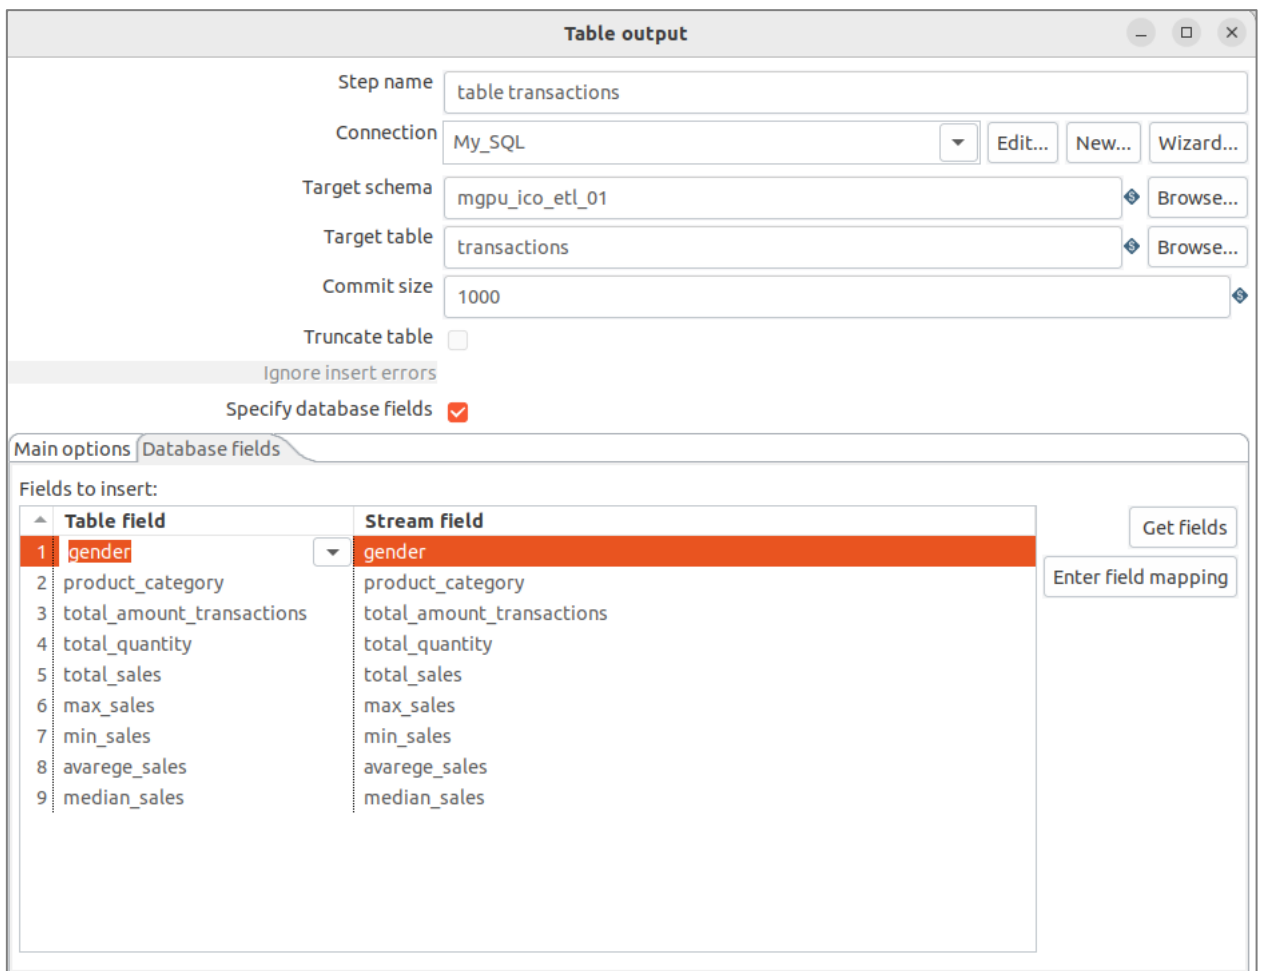 Table output
Step name table transactions
Connection My_SQL Edit... New... Wizard...
Target schema mgpu_ico_etl_01 Browse...
Target table transactions Browse...
Commit size 1000
Truncate table
Ignore insert errors
Specify database fields
Main options Database fields
Fields to insert:
Table field Stream field
Get fields
1 gender gender
Enter field mapping
2 product_category product_category
3 total_amount_transactions total_amount_transactions
4 total_quantity total_quantity
5 total_sales total_sales
6 max_sales max_sales
7 min_sales min_sales
8 avarege_sales avarege_sales
9 median_sales median_sales